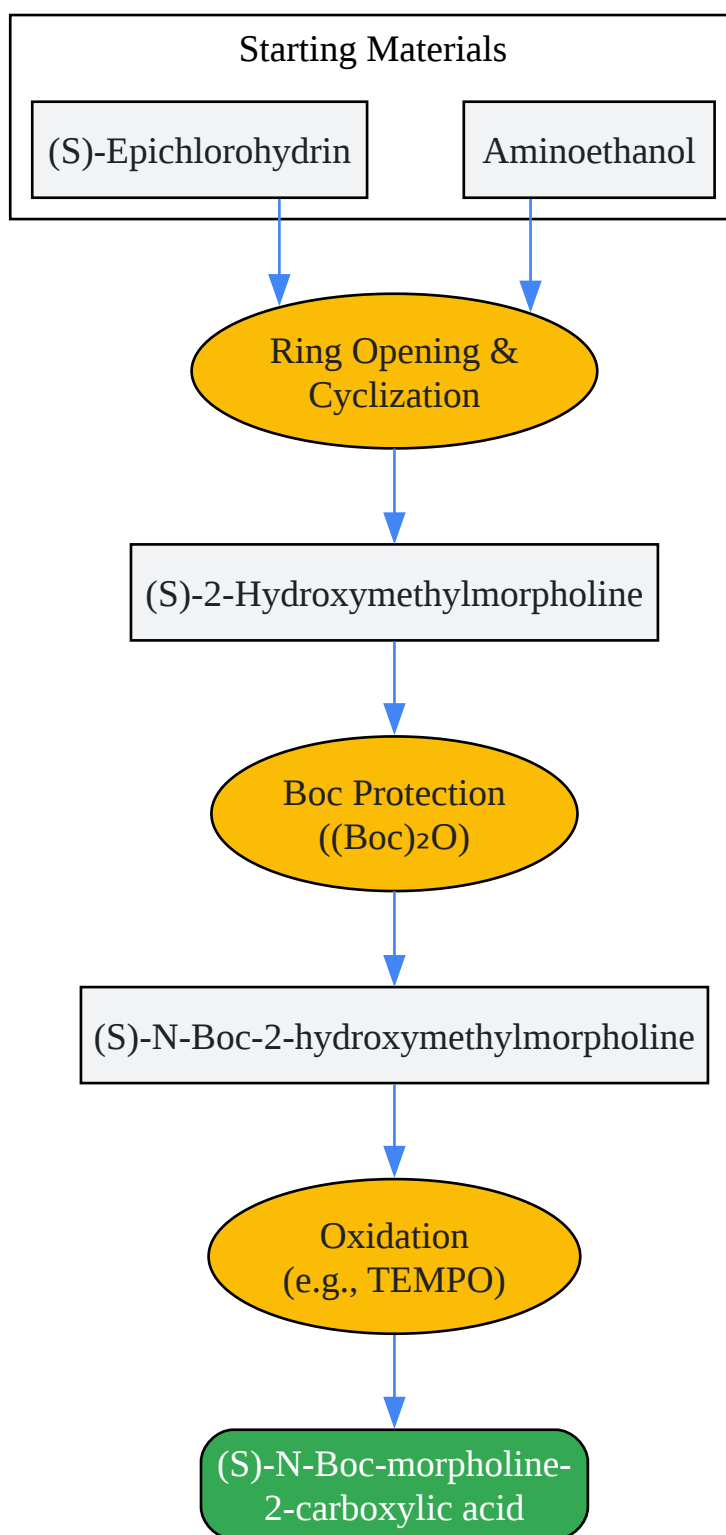 Starting Materials
(S)-Epichlorohydrin
Aminoethanol
Ring Opening &
Cyclization
(S)-2-Hydroxymethylmorpholine
Boc Protection
((Boc)₂O)
(S)-N-Boc-2-hydroxymethylmorpholine
Oxidation
(e.g., TEMPO)
(S)-N-Boc-morpholine-
2-carboxylic acid